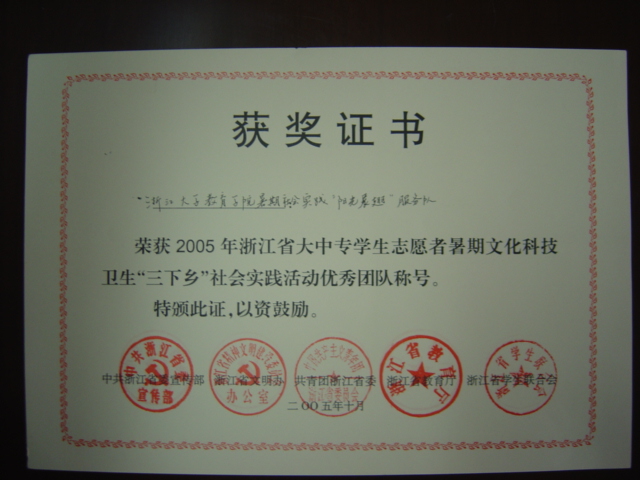 获奖证书
浙江大学教育学院暑期社会实践"阳光晨翅"服务队
荣获 2005 年浙江省大中专学生志愿者暑期文化科技
卫生“三下乡”社会实践活动优秀团队称号。
特颁此证,以资鼓励。
中共浙江省委宣传部 浙江省文明办 共青团浙江省委 浙江省教育厅 浙江省学生联合会
二〇〇五年十月